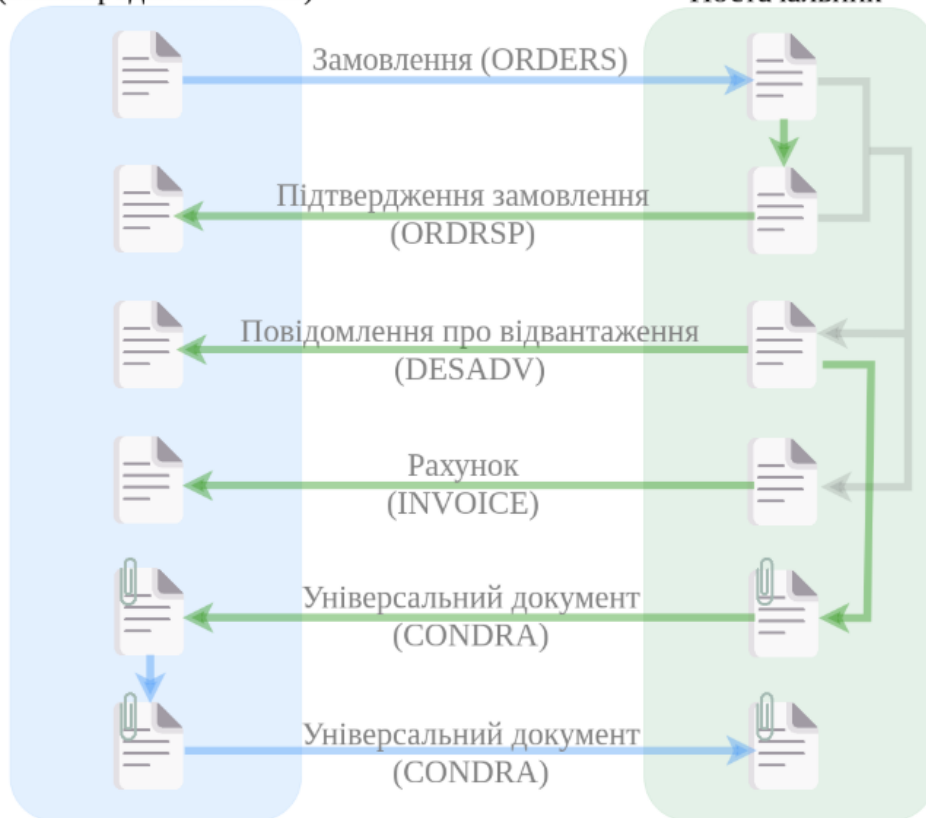 Замовлення (ORDERS)
Підтвердження замовлення
(ORDRSP)
Повідомлення про відвантаження
(DESADV)
Рахунок
(INVOICE)
Універсальний документ
(CONDRA)
Універсальний документ
(CONDRA)